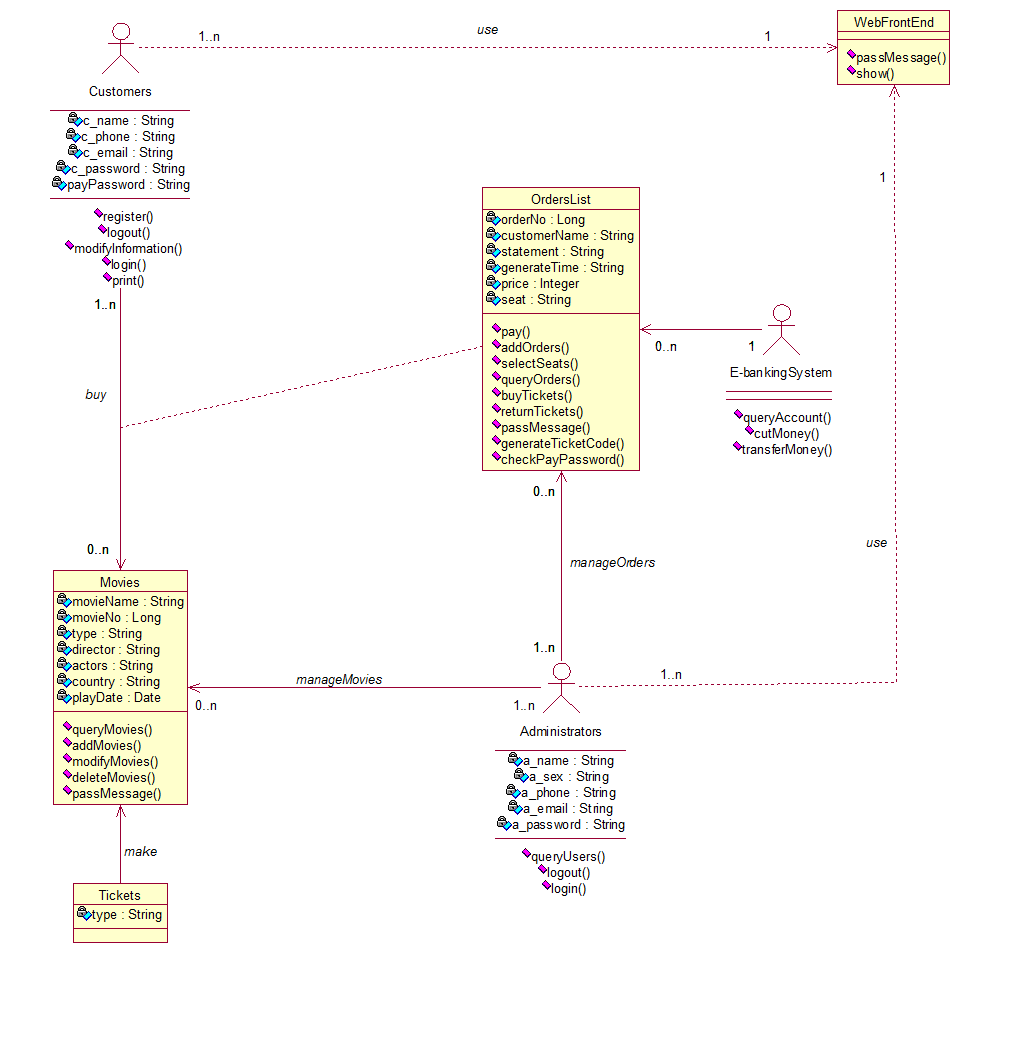 WebFrontEnd
passMessage()
show()
1..n
use
1
Customers
c_name : String
c_phone : String
c_email : String
c_password : String
payPassword : String
register()
logout()
modifyInformation()
login()
print()
1..n
buy
0..n
1
OrdersList
orderNo : Long
customerName : String
statement : String
generateTime : String
price : Integer
seat : String
pay()
addOrders()
selectSeats()
queryOrders()
buyTickets()
returnTickets()
passMessage()
generateTicketCode()
checkPayPassword()
0..n
1
E-bankingSystem
queryAccount()
cutMoney()
transferMoney()
0..n
manageOrders
1..n
use
Movies
movieName : String
movieNo : Long
type : String
director : String
actors : String
country : String
playDate : Date
queryMovies()
addMovies()
modifyMovies()
deleteMovies()
passMessage()
manageMovies
0..n
1..n
1..n
Administrators
a_name : String
a_sex : String
a_phone : String
a_email : String
a_password : String
queryUsers()
logout()
login()
make
Tickets
type : String